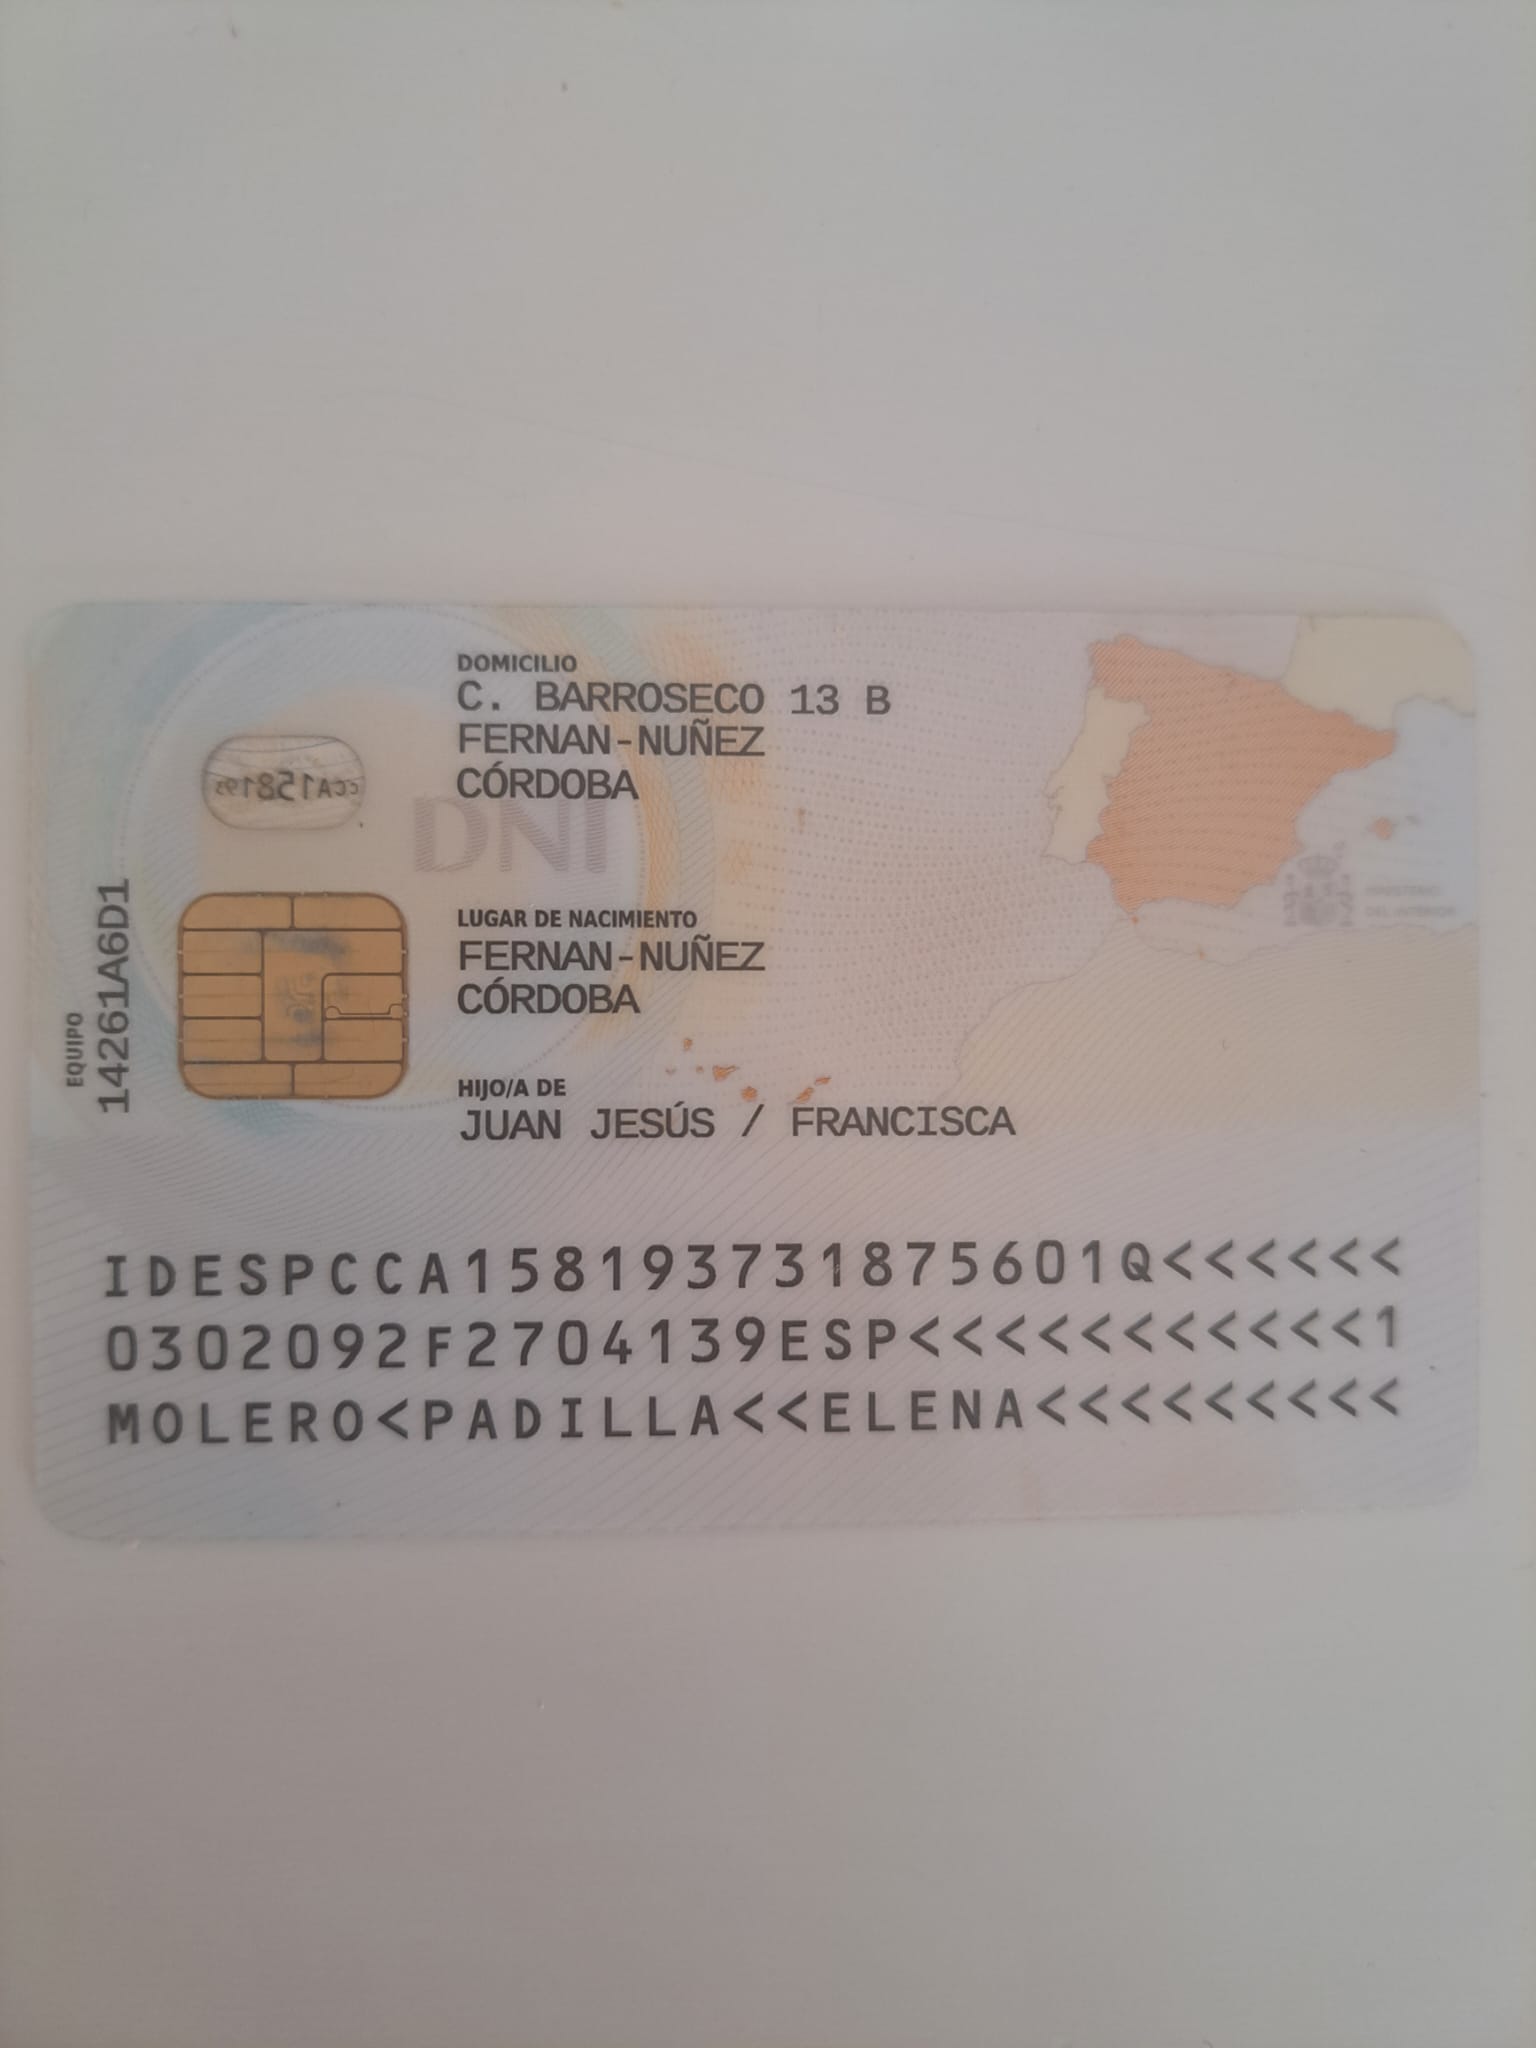 DOMICILIO
C. BARROSECO 13 B
FERNAN-NUÑEZ
CÓRDOBA
DNI
LUGAR DE NACIMIENTO
FERNAN-NUÑEZ
CÓRDOBA
HIJO/A DE
JUAN JESÚS / FRANCISCA
EQUIPO
14261A6D1
MINISTERIO
DEL INTERIOR
IDESPCCA158193731875601Q<<<<<<
0302092F2704139ESP<<<<<<<<<<<1
MOLERO<PADILLA<<ELENA<<<<<<<<<